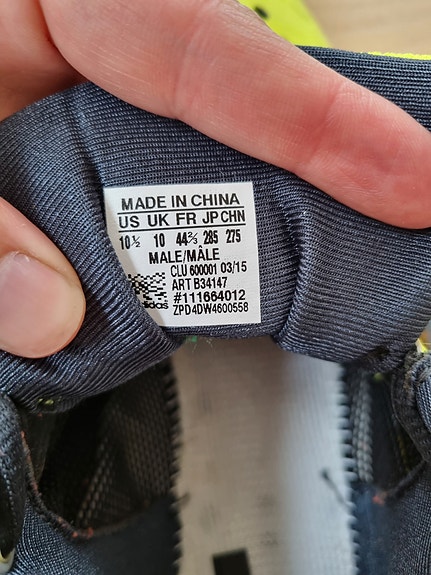 MADE IN CHINA
US UK FR JP CHN
10½ 10 44⅔ 285 275
MALE/MÂLE
CLU 600001 03/15
ART B34147
#111664012
adidas ZPD4DW4600558